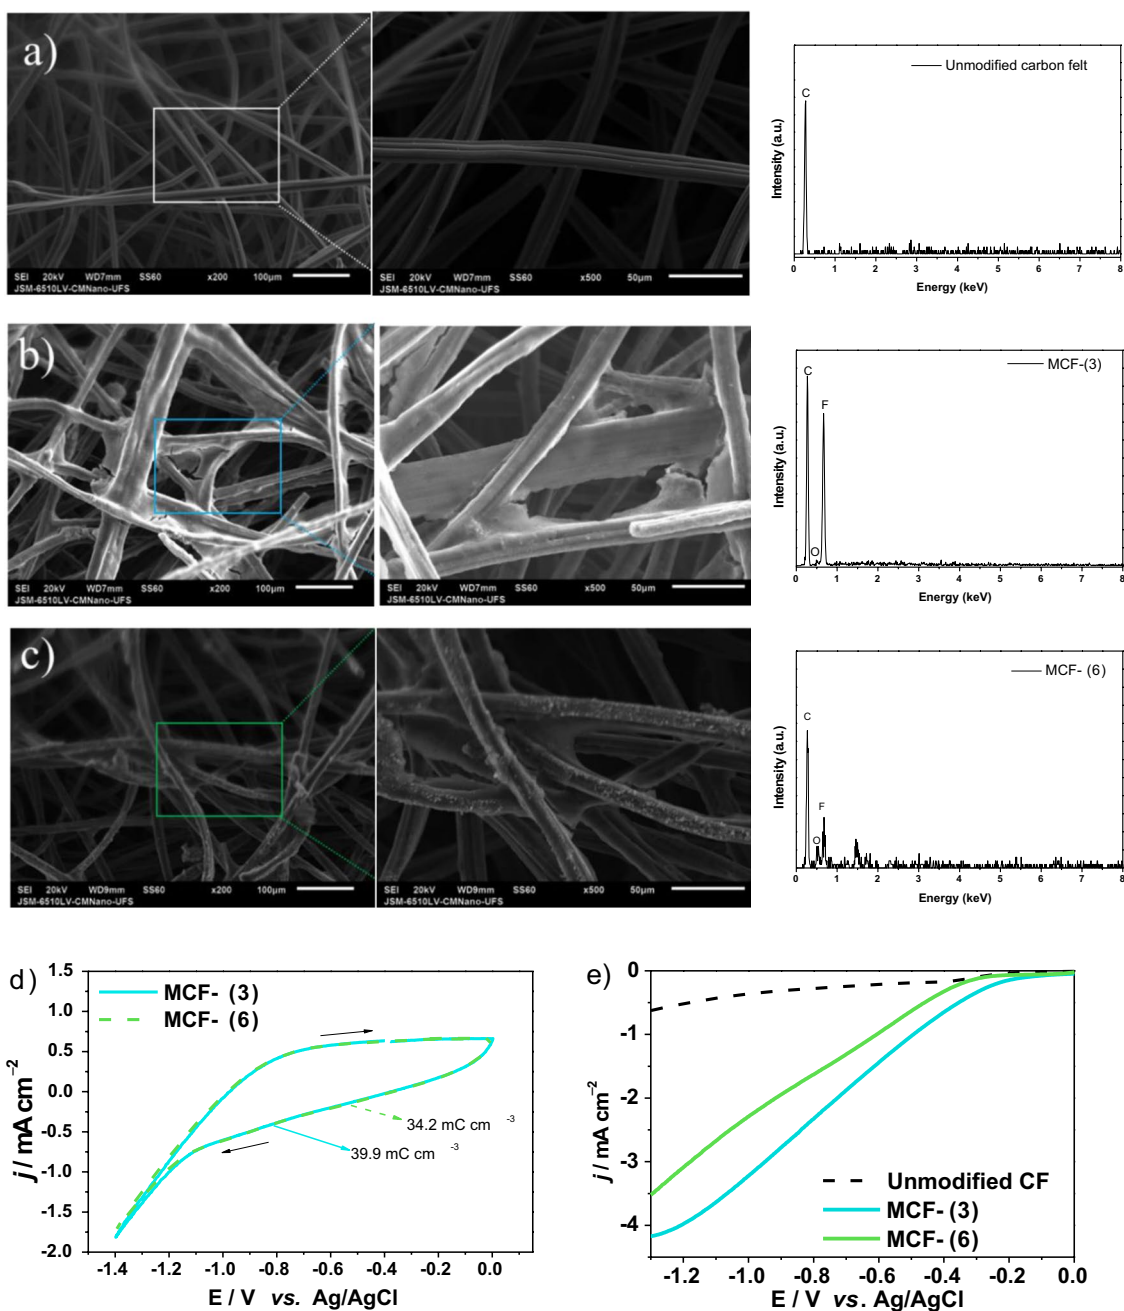 a)
SEI 20kV WD7mm SS60 x200 100µm
JSM-6510LV-CMNano-UFS
SEI 20kV WD7mm SS60 x500 50µm
JSM-6510LV-CMNano-UFS
Unmodified carbon felt
C
Intensity (a.u.)
0 1 2 3 4 5 6 7 8
Energy (keV)
b)
SEI 20kV WD7mm SS60 x200 100µm
JSM-6510LV-CMNano-UFS
SEI 20kV WD7mm SS60 x500 50µm
JSM-6510LV-CMNano-UFS
MCF-(3)
C
F
O
Intensity (a.u.)
0 1 2 3 4 5 6 7 8
Energy (keV)
c)
SEI 20kV WD9mm SS60 x200 100µm
JSM-6510LV-CMNano-UFS
SEI 20kV WD9mm SS60 x500 50µm
JSM-6510LV-CMNano-UFS
MCF- (6)
C
F
O
Intensity (a.u.)
0 1 2 3 4 5 6 7 8
Energy (keV)
d)
MCF- (3)
MCF- (6)
1.5
1.0
0.5
0.0
-0.5
-1.0
-1.5
-2.0
j / mA cm⁻²
34.2 mC cm⁻³
39.9 mC cm⁻³
-1.4 -1.2 -1.0 -0.8 -0.6 -0.4 -0.2 0.0
E / V vs. Ag/AgCl
e)
0
-1
-2
-3
-4
j / mA cm⁻²
Unmodified CF
MCF- (3)
MCF- (6)
-1.2 -1.0 -0.8 -0.6 -0.4 -0.2 0.0
E / V vs. Ag/AgCl